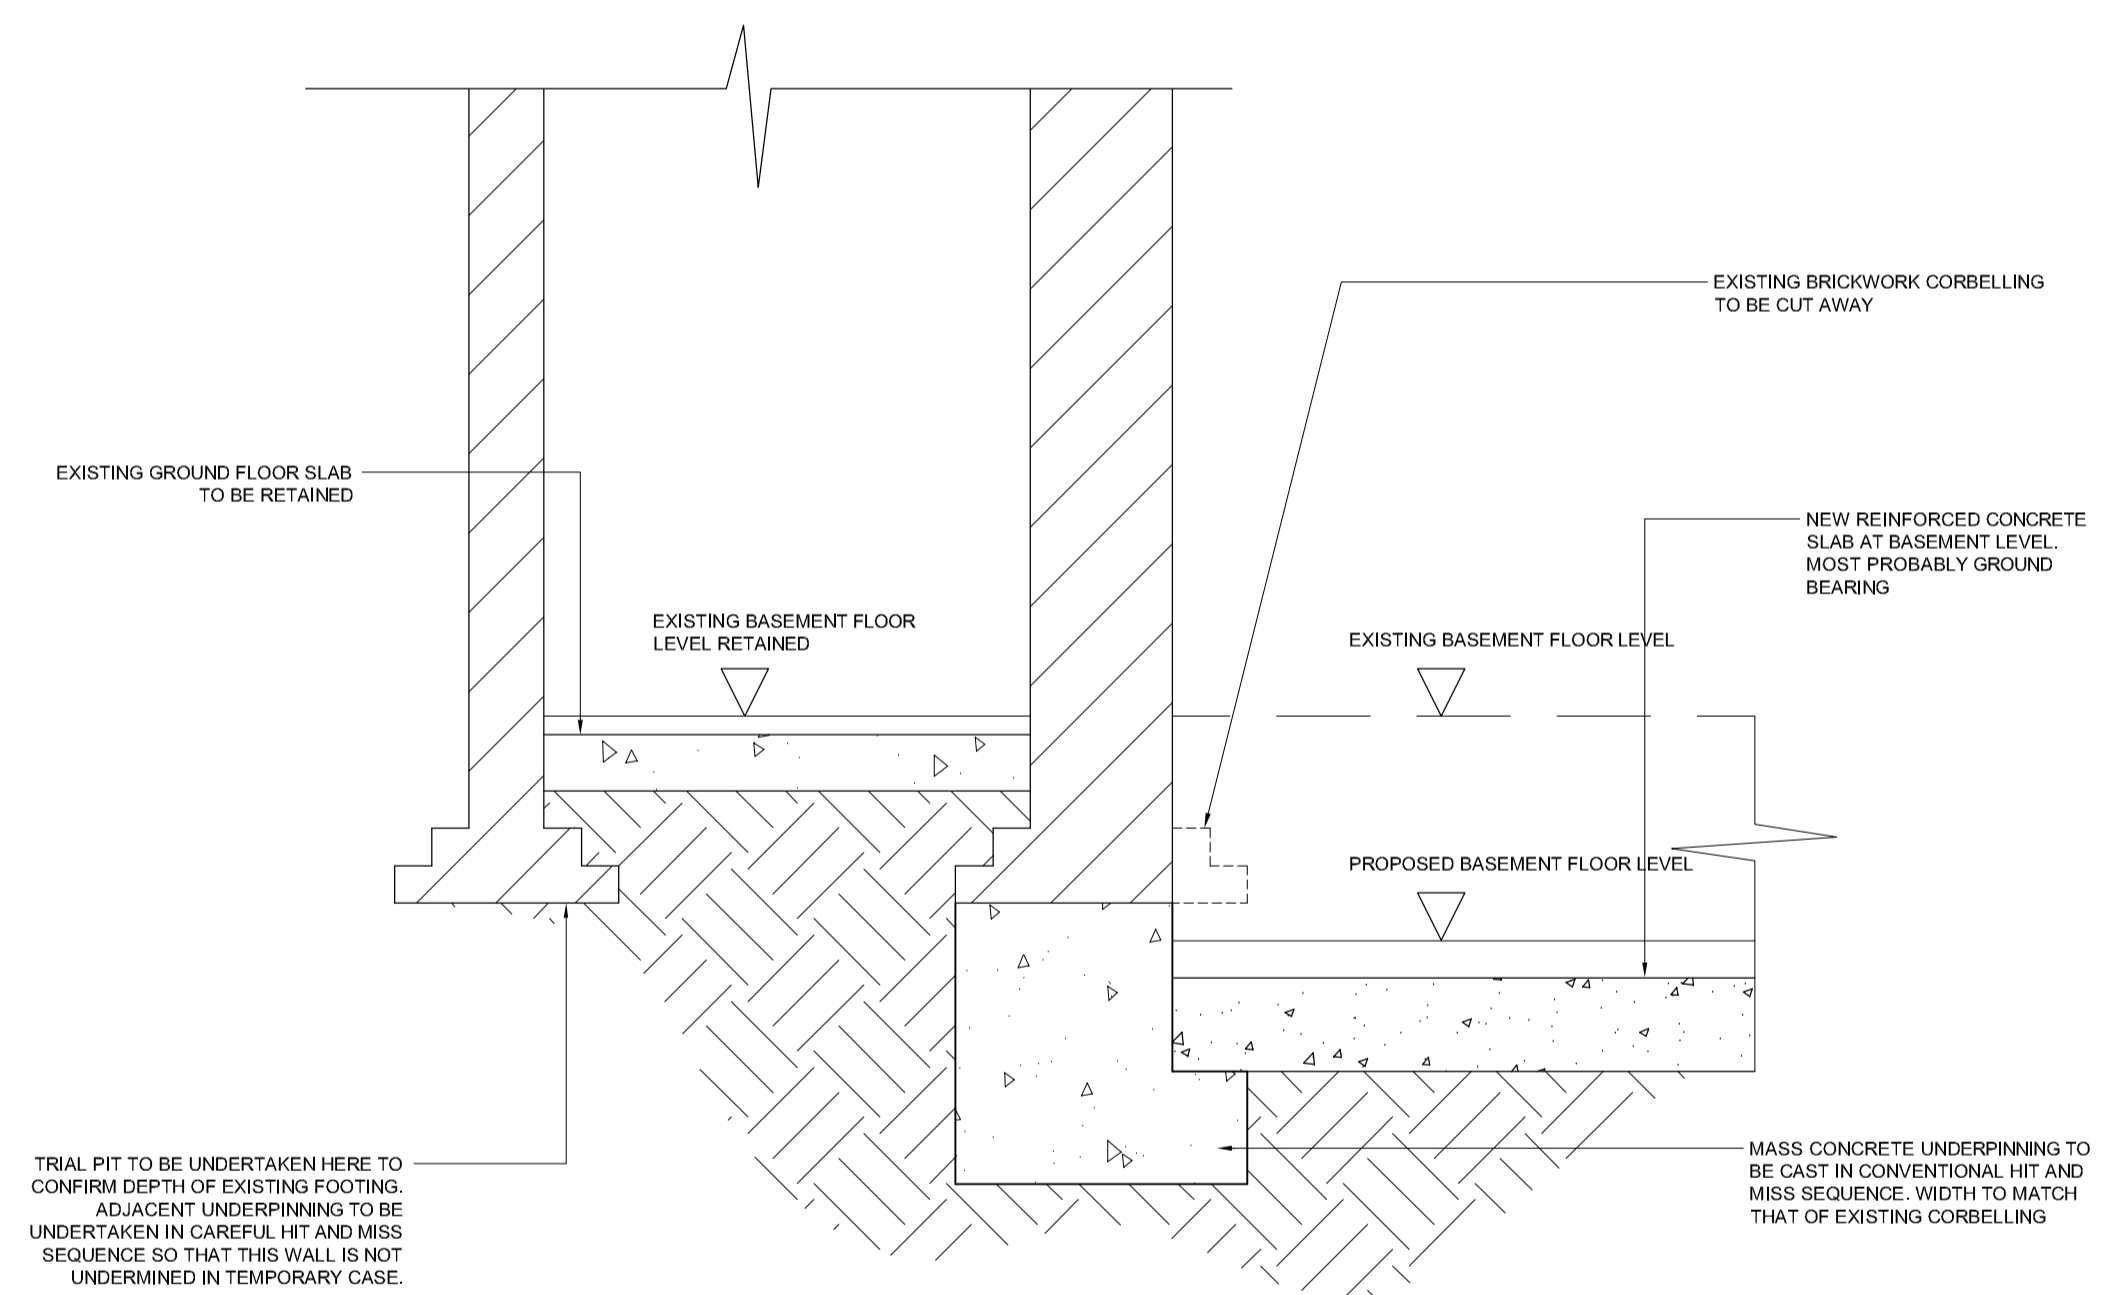 EXISTING BRICKWORK CORBELLING
TO BE CUT AWAY
EXISTING GROUND FLOOR SLAB
TO BE RETAINED
NEW REINFORCED CONCRETE
SLAB AT BASEMENT LEVEL.
MOST PROBABLY GROUND
BEARING
EXISTING BASEMENT FLOOR
LEVEL RETAINED
EXISTING BASEMENT FLOOR LEVEL
PROPOSED BASEMENT FLOOR LEVEL
TRIAL PIT TO BE UNDERTAKEN HERE TO
CONFIRM DEPTH OF EXISTING FOOTING.
ADJACENT UNDERPINNING TO BE
UNDERTAKEN IN CAREFUL HIT AND MISS
SEQUENCE SO THAT THIS WALL IS NOT
UNDERMINED IN TEMPORARY CASE.
MASS CONCRETE UNDERPINNING TO
BE CAST IN CONVENTIONAL HIT AND
MISS SEQUENCE. WIDTH TO MATCH
THAT OF EXISTING CORBELLING